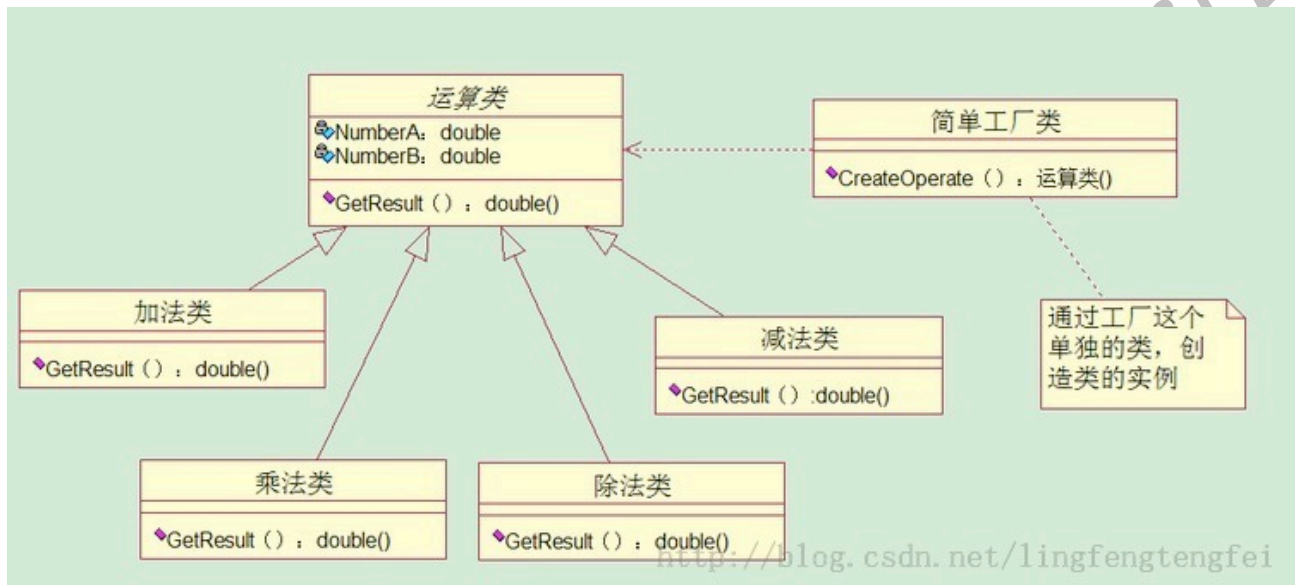 运算类
NumberA：double
NumberB：double
GetResult（）：double()
简单工厂类
CreateOperate（）：运算类()
加法类
GetResult（）：double()
减法类
GetResult（）:double()
通过工厂这个
单独的类，创
造类的实例
乘法类
GetResult（）：double()
除法类
GetResult（）：double()
http://blog.csdn.net/lingfengtengfei